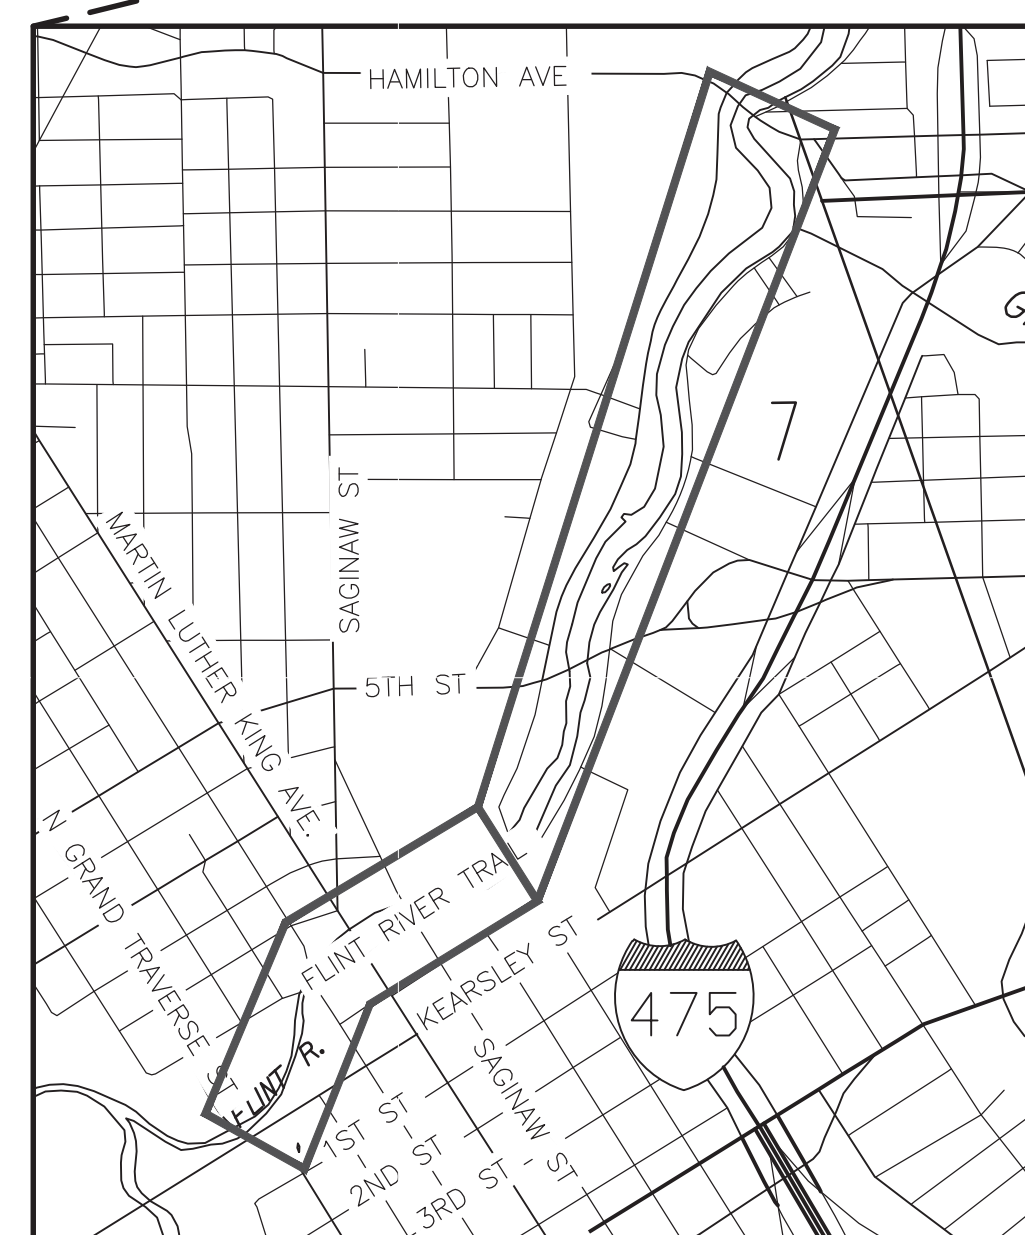 HAMILTON AVE
G
7
SAGINAW ST
MARTIN LUTHER KING AVE.
5TH ST
N GRAND TRAVERSE ST
FLINT RIVER TRAIL
KEARSLEY ST
475
FLINT R.
SAGINAW ST
1ST ST
2ND ST
3RD ST